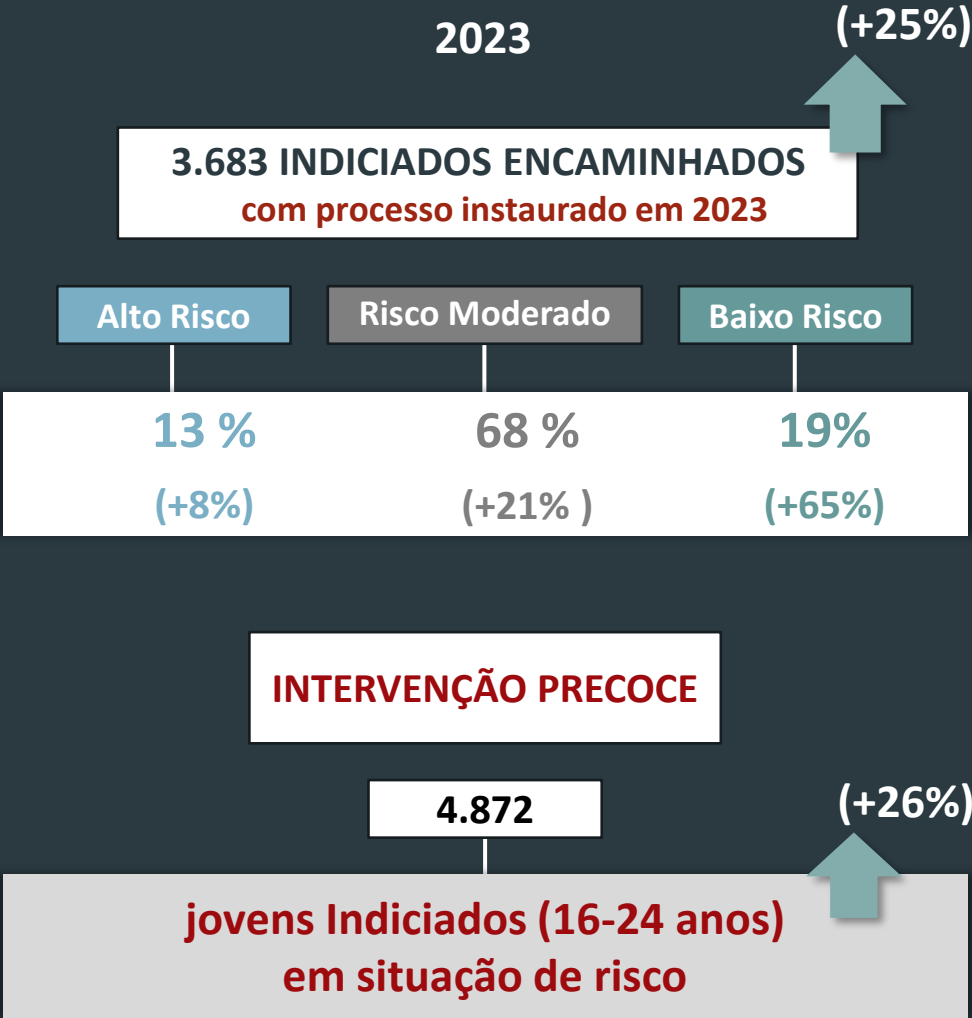 2023
(+25%)
3.683 INDICIADOS ENCAMINHADOS
com processo instaurado em 2023
Alto Risco
Risco Moderado
Baixo Risco
13 %
68 %
19%
(+8%)
(+21% )
(+65%)
INTERVENÇÃO PRECOCE
4.872
(+26%)
jovens Indiciados (16-24 anos)
em situação de risco